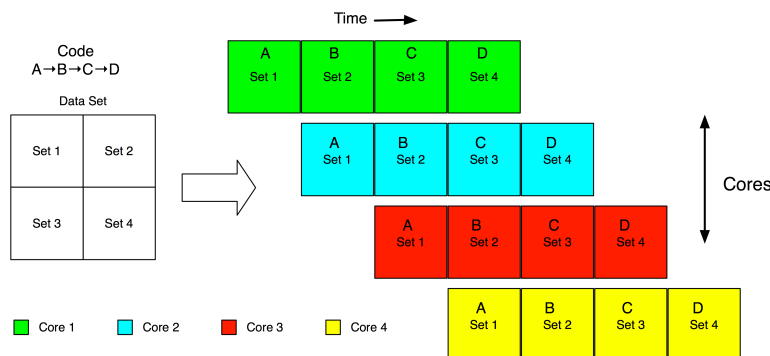 Time
Code
A→B→C→D
Data Set
Set 1 Set 2
Set 3 Set 4
A B C D
Set 1 Set 2 Set 3 Set 4
A B C D
Set 1 Set 2 Set 3 Set 4
Cores
A B C D
Set 1 Set 2 Set 3 Set 4
A B C D
Set 1 Set 2 Set 3 Set 4
Core 1 Core 2 Core 3 Core 4